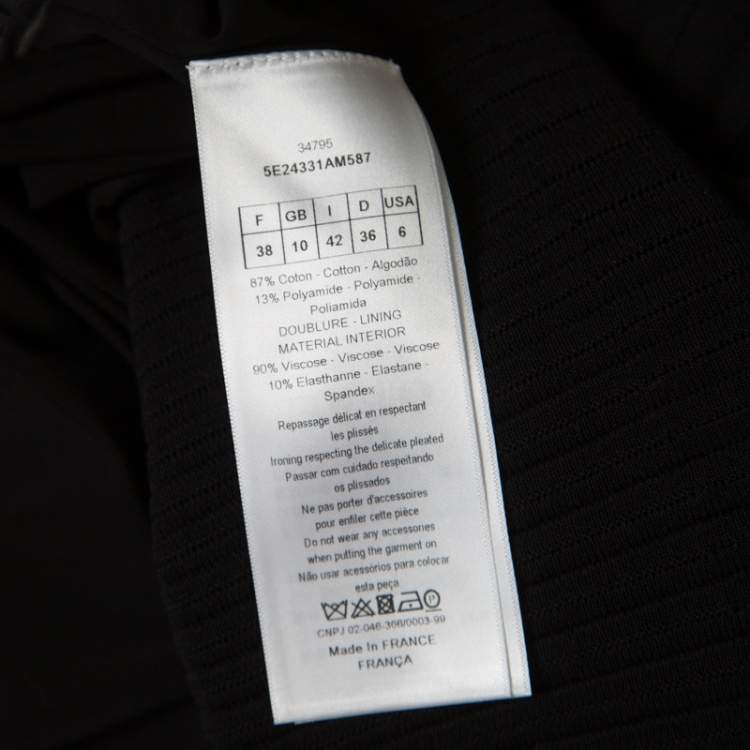 34795
5E24331AM587
F GB I D USA
38 10 42 36 6
87% Coton - Cotton - Algodão
13% Polyamide - Polyamide -
Poliamida
DOUBLURE - LINING
MATERIAL INTERIOR
90% Viscose - Viscose - Viscose
10% Elasthanne - Elastane -
Spandex
Repassage délicat en respectant
les plissés
Ironing respecting the delicate pleated
Passar com cuidado respeitando
os plissados
Ne pas porter d'accessoires
pour enfiler cette pièce
Do not wear any accessories
when putting the garment on
Não usar acessórios para colocar
esta peça
P
CNPJ 02-046-366/0003-99
Made In FRANCE
FRANÇA